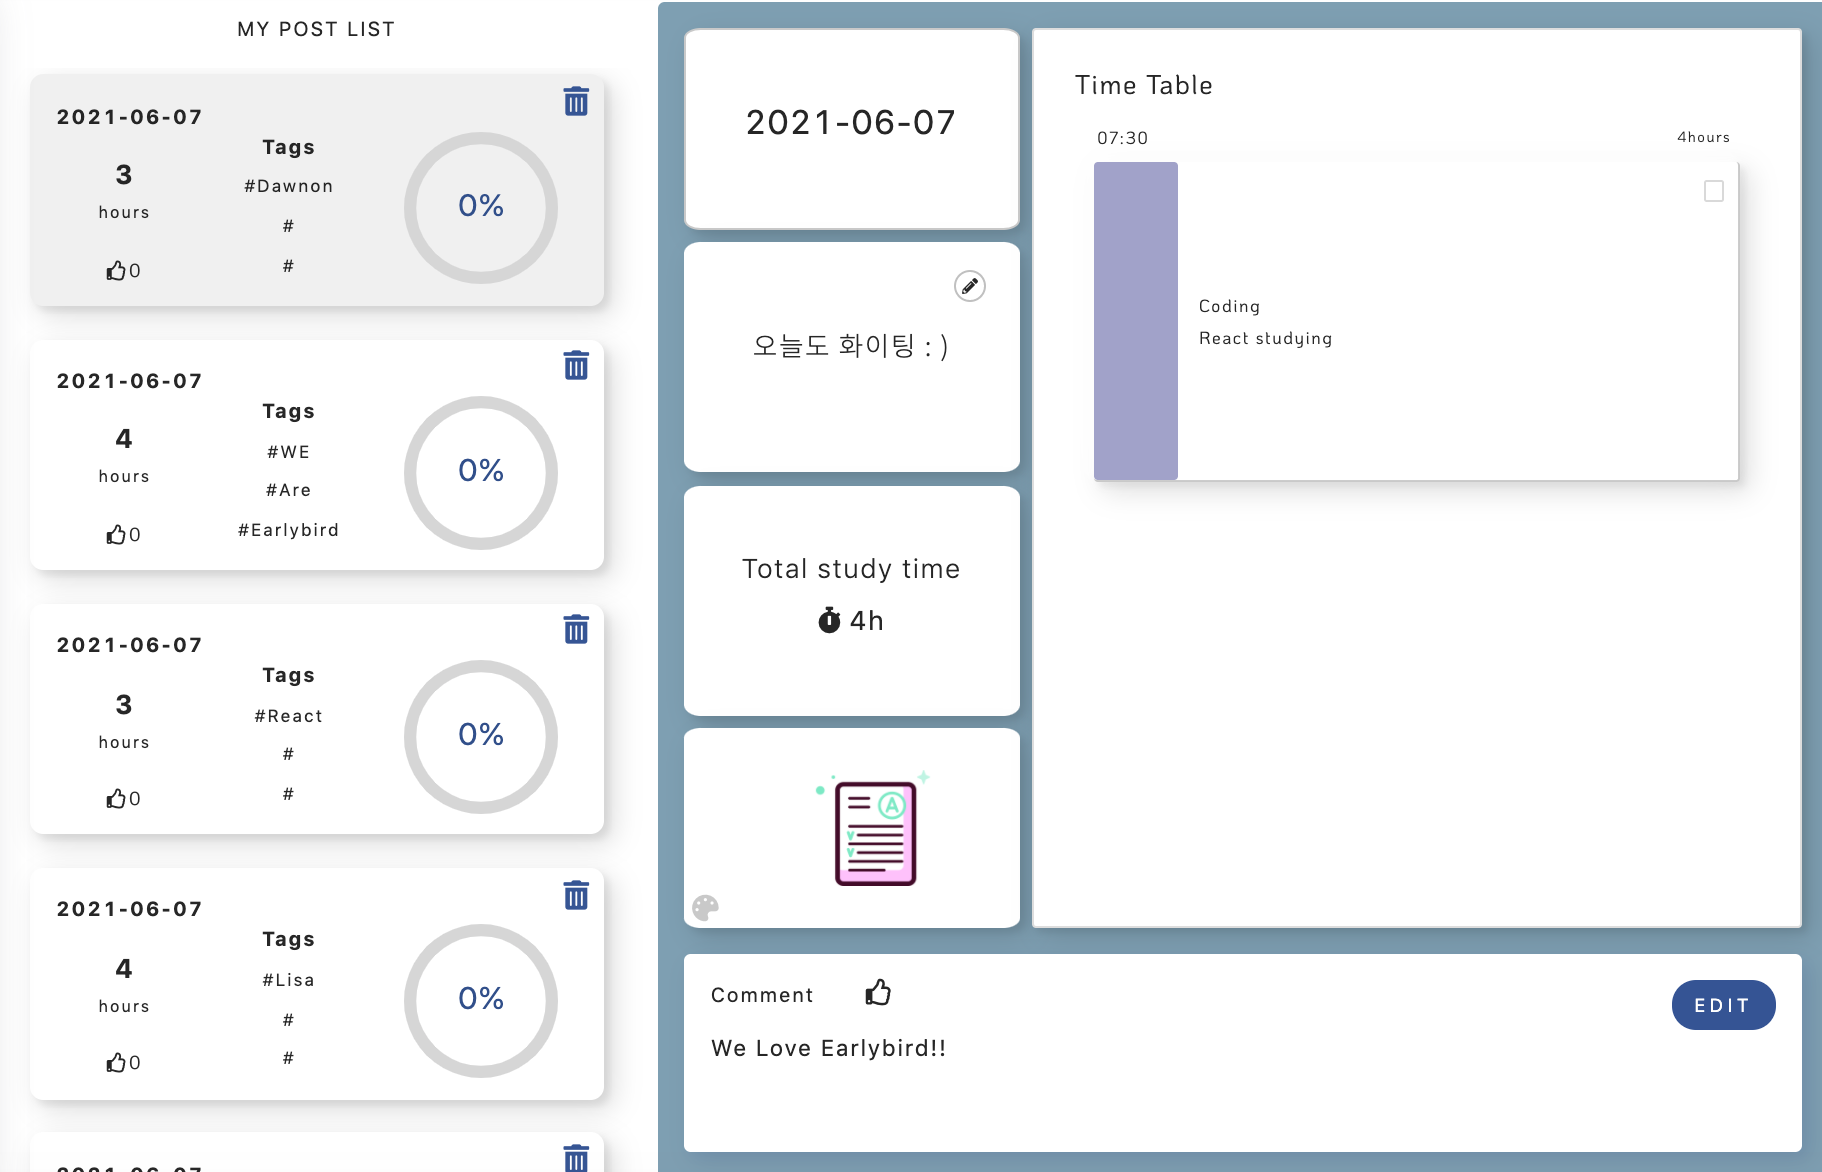 MY POST LIST
2021-06-07
3
hours
0
Tags
#Dawnon
#
#
0%
2021-06-07
4
hours
0
Tags
#WE
#Are
#Earlybird
0%
2021-06-07
3
hours
0
Tags
#React
#
#
0%
2021-06-07
4
hours
0
Tags
#Lisa
#
#
0%
2021-06-07
2021-06-07
오늘도 화이팅 : )
Total study time
4h
A
Time Table
07:30
4hours
Coding
React studying
Comment
EDIT
We Love Earlybird!!